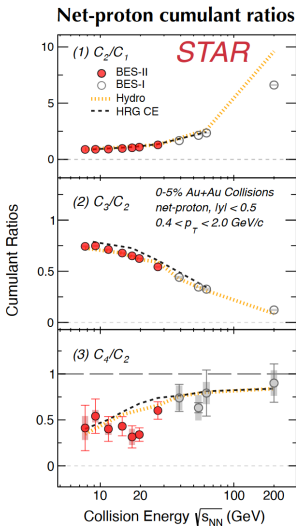 Net-proton cumulant ratios
(1) C2/C1
STAR
BES-II
BES-I
Hydro
HRG CE
10
5
0
(2) C3/C2
0-5% Au+Au Collisions
net-proton, |y| < 0.5
0.4 < pT < 2.0 GeV/c
1
0.5
0
Cumulant Ratios
(3) C4/C2
1
0.5
0
10 20 100 200
Collision Energy √sNN (GeV)